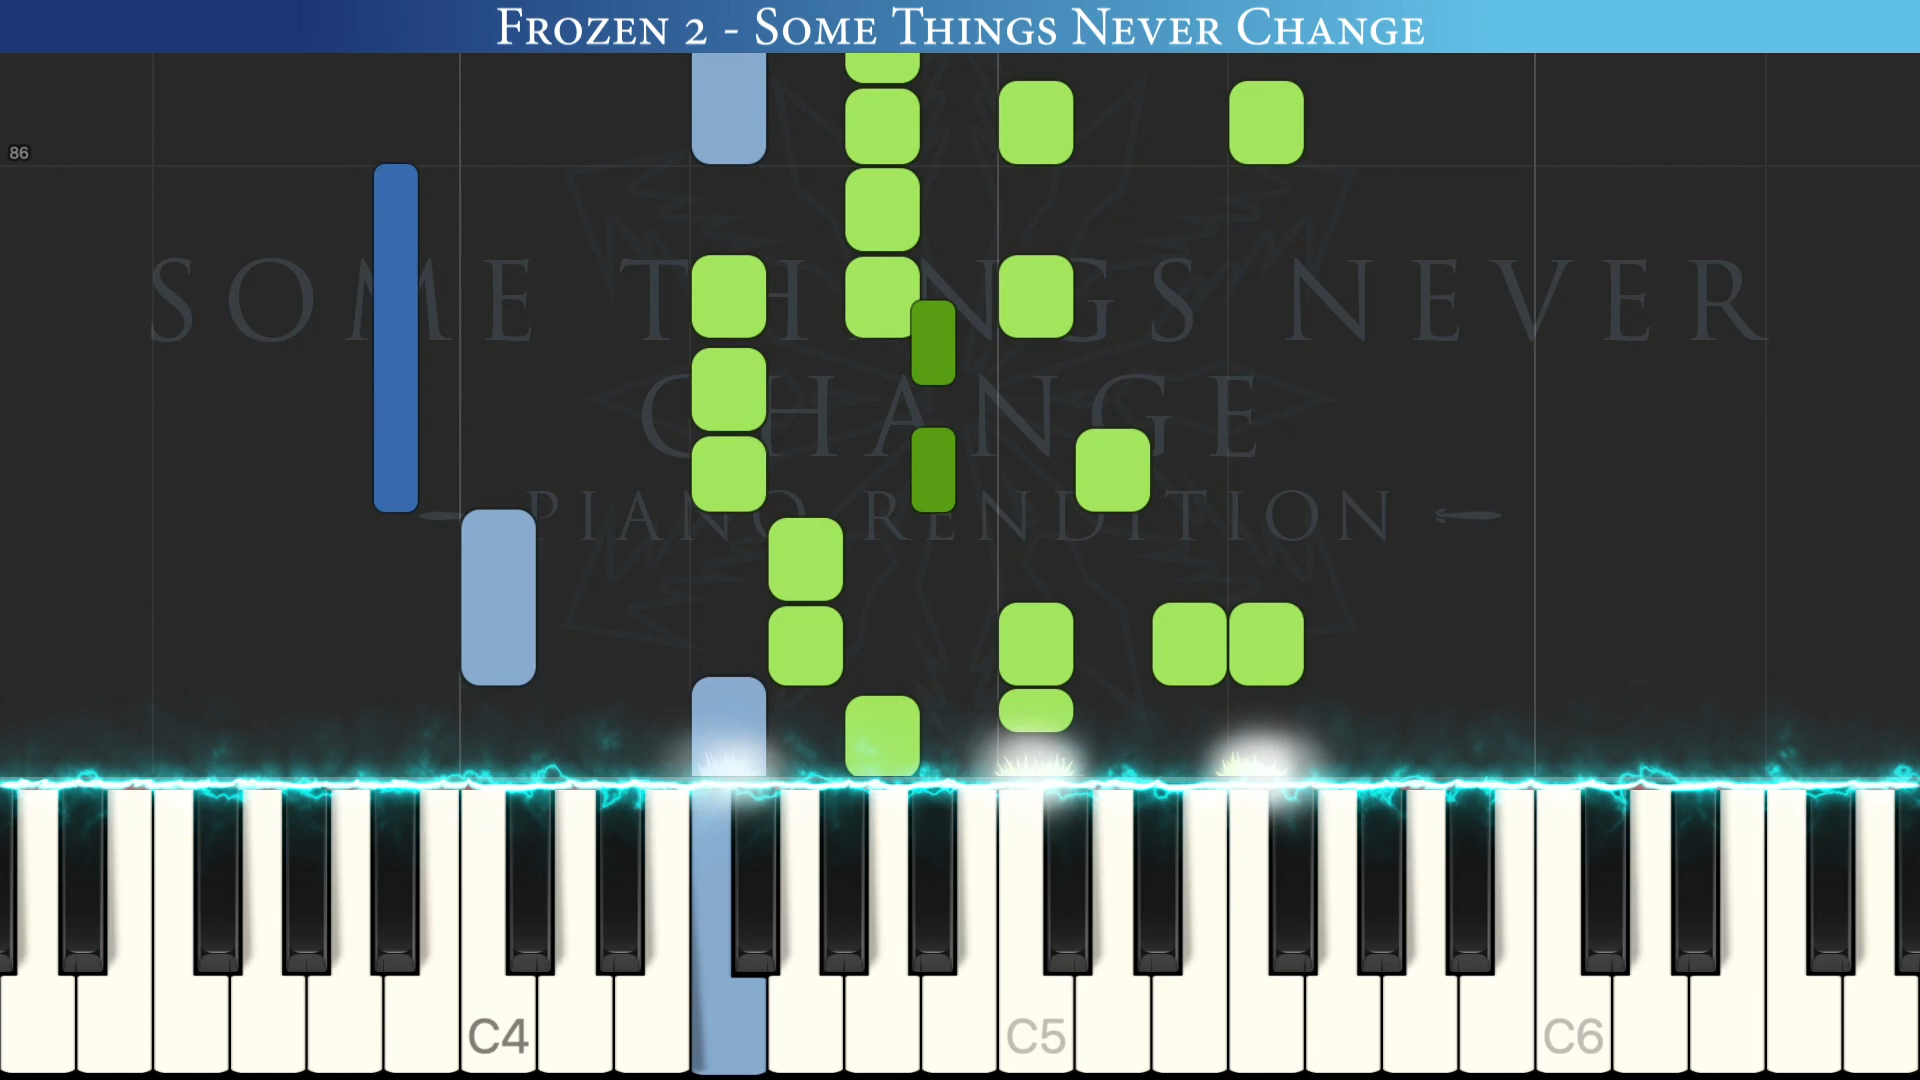 Frozen 2 - Some Things Never Change
86
SOME THINGS NEVER
CHANGE
PIANO RENDITION
C4 C5 C6